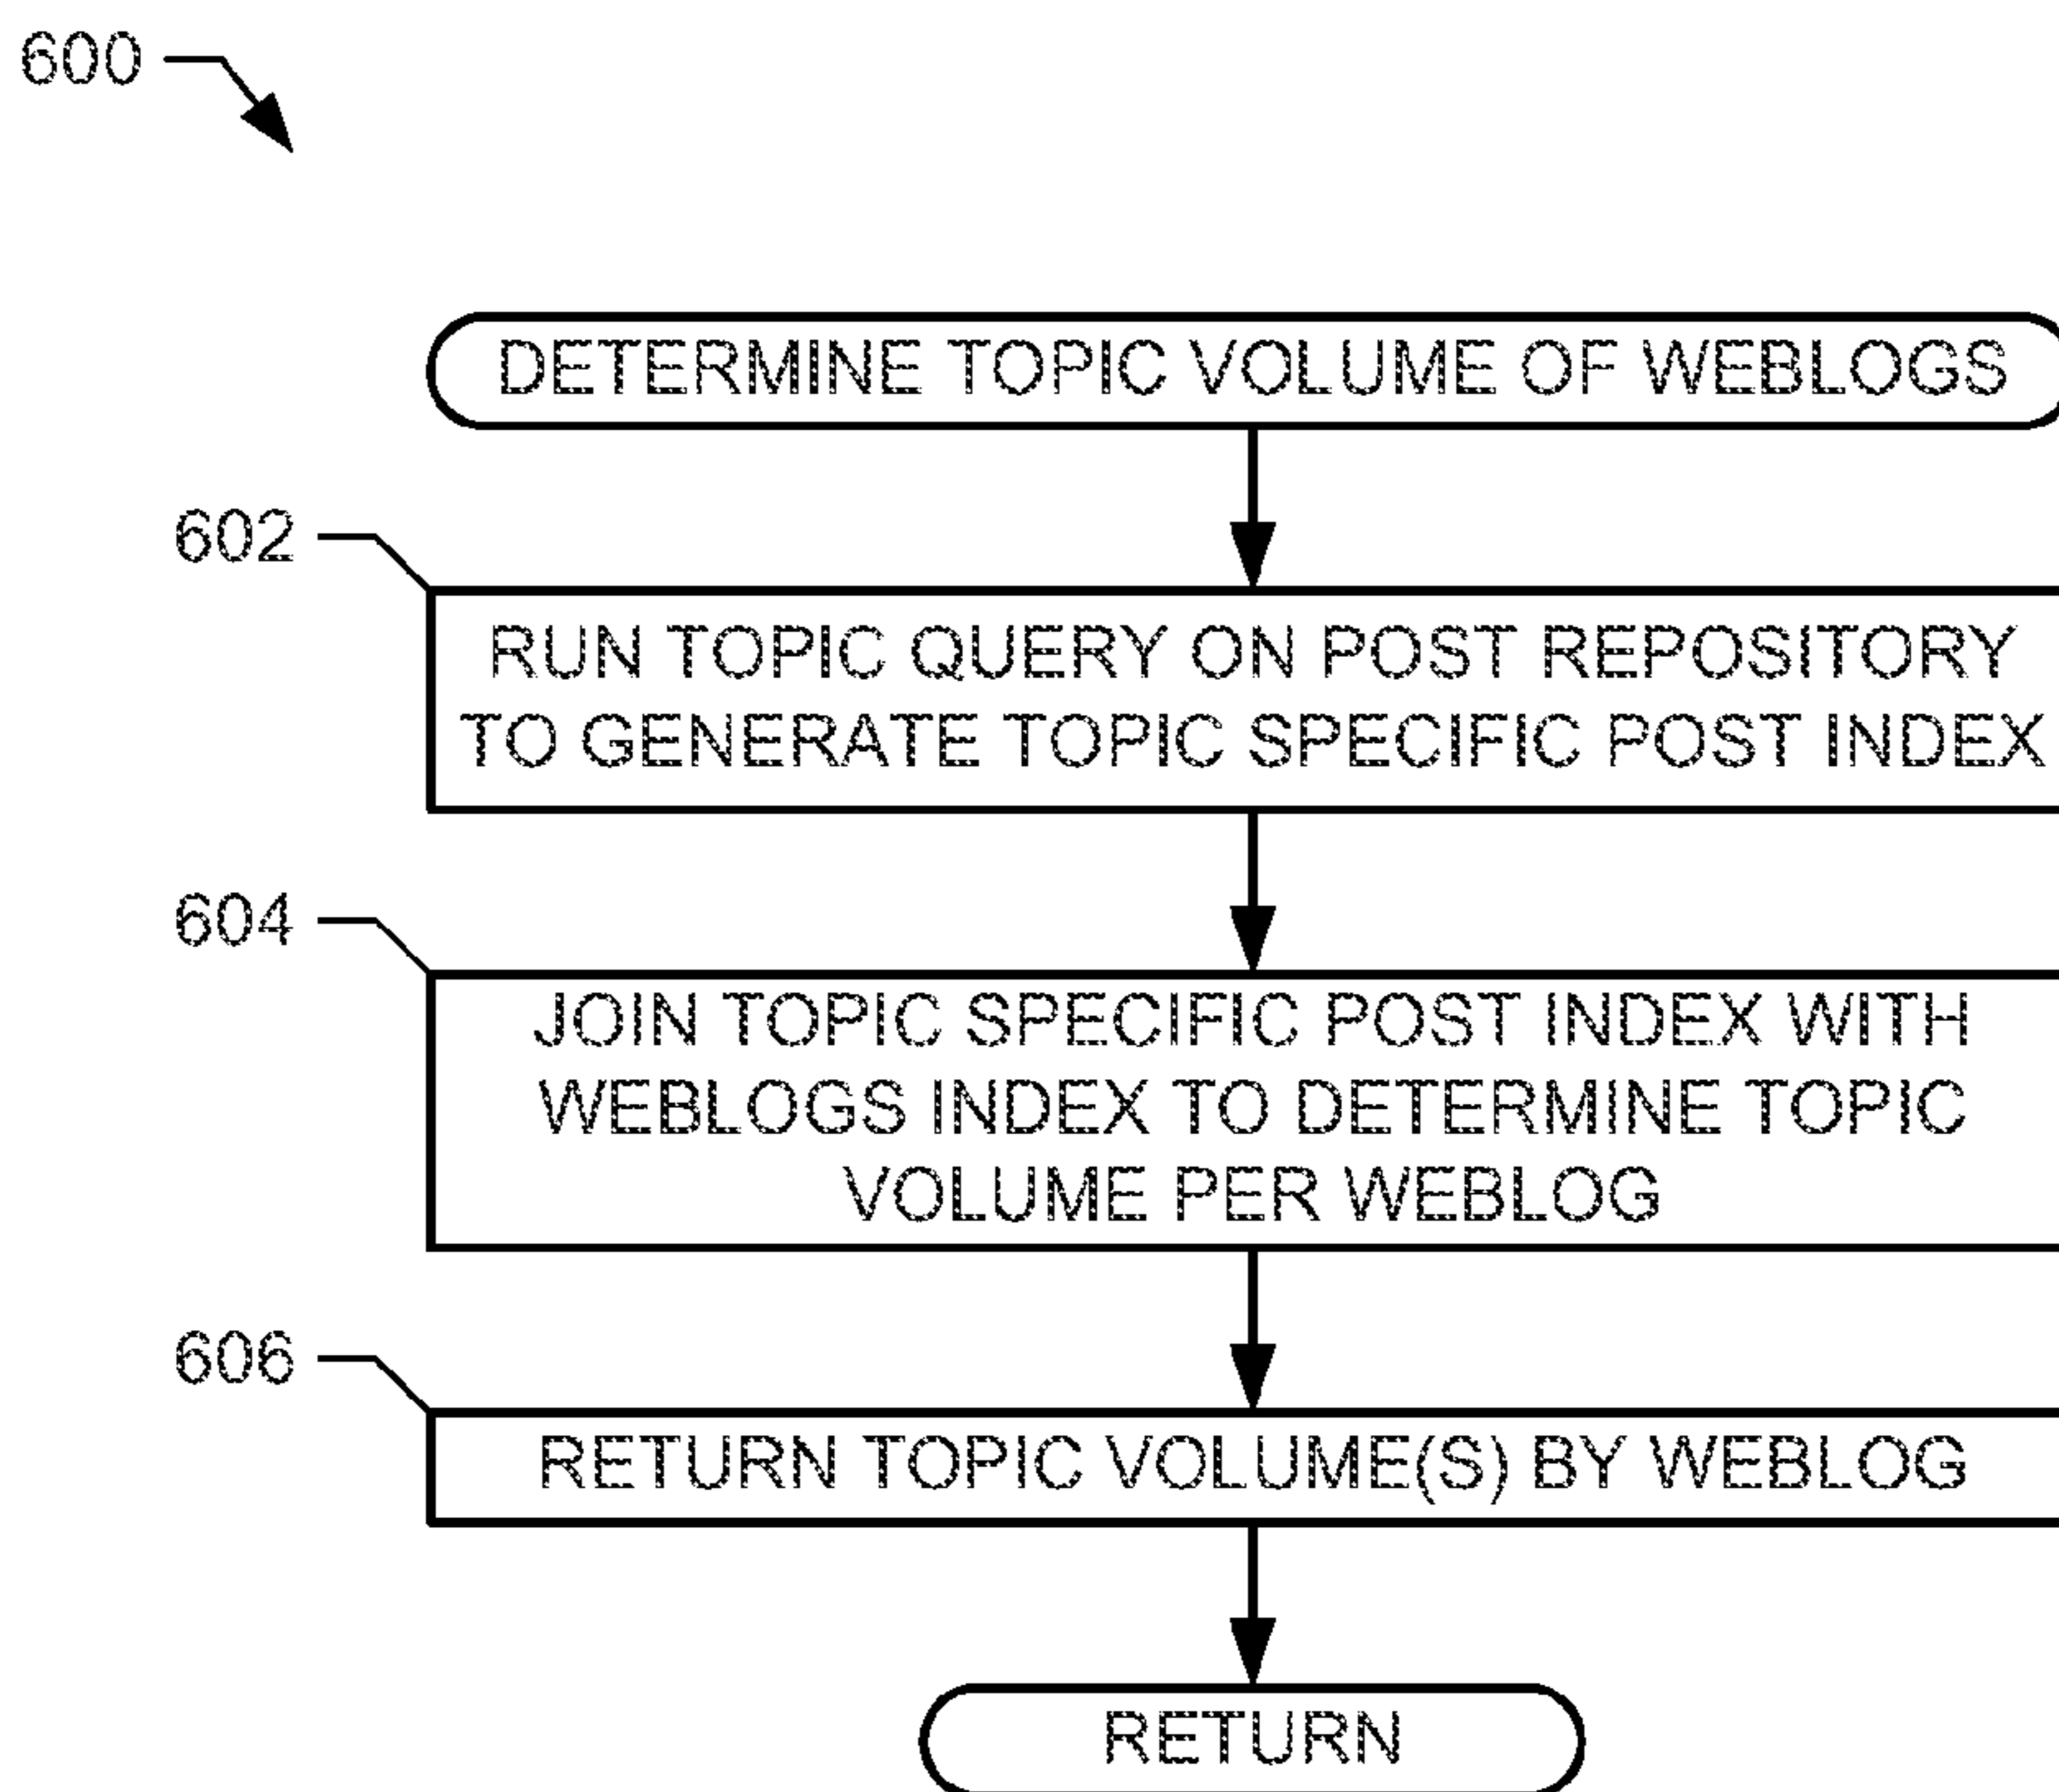 600
DETERMINE TOPIC VOLUME OF WEBLOGS
602
RUN TOPIC QUERY ON POST REPOSITORY
TO GENERATE TOPIC SPECIFIC POST INDEX
604
JOIN TOPIC SPECIFIC POST INDEX WITH
WEBLOGS INDEX TO DETERMINE TOPIC
VOLUME PER WEBLOG
606
RETURN TOPIC VOLUME(S) BY WEBLOG
RETURN